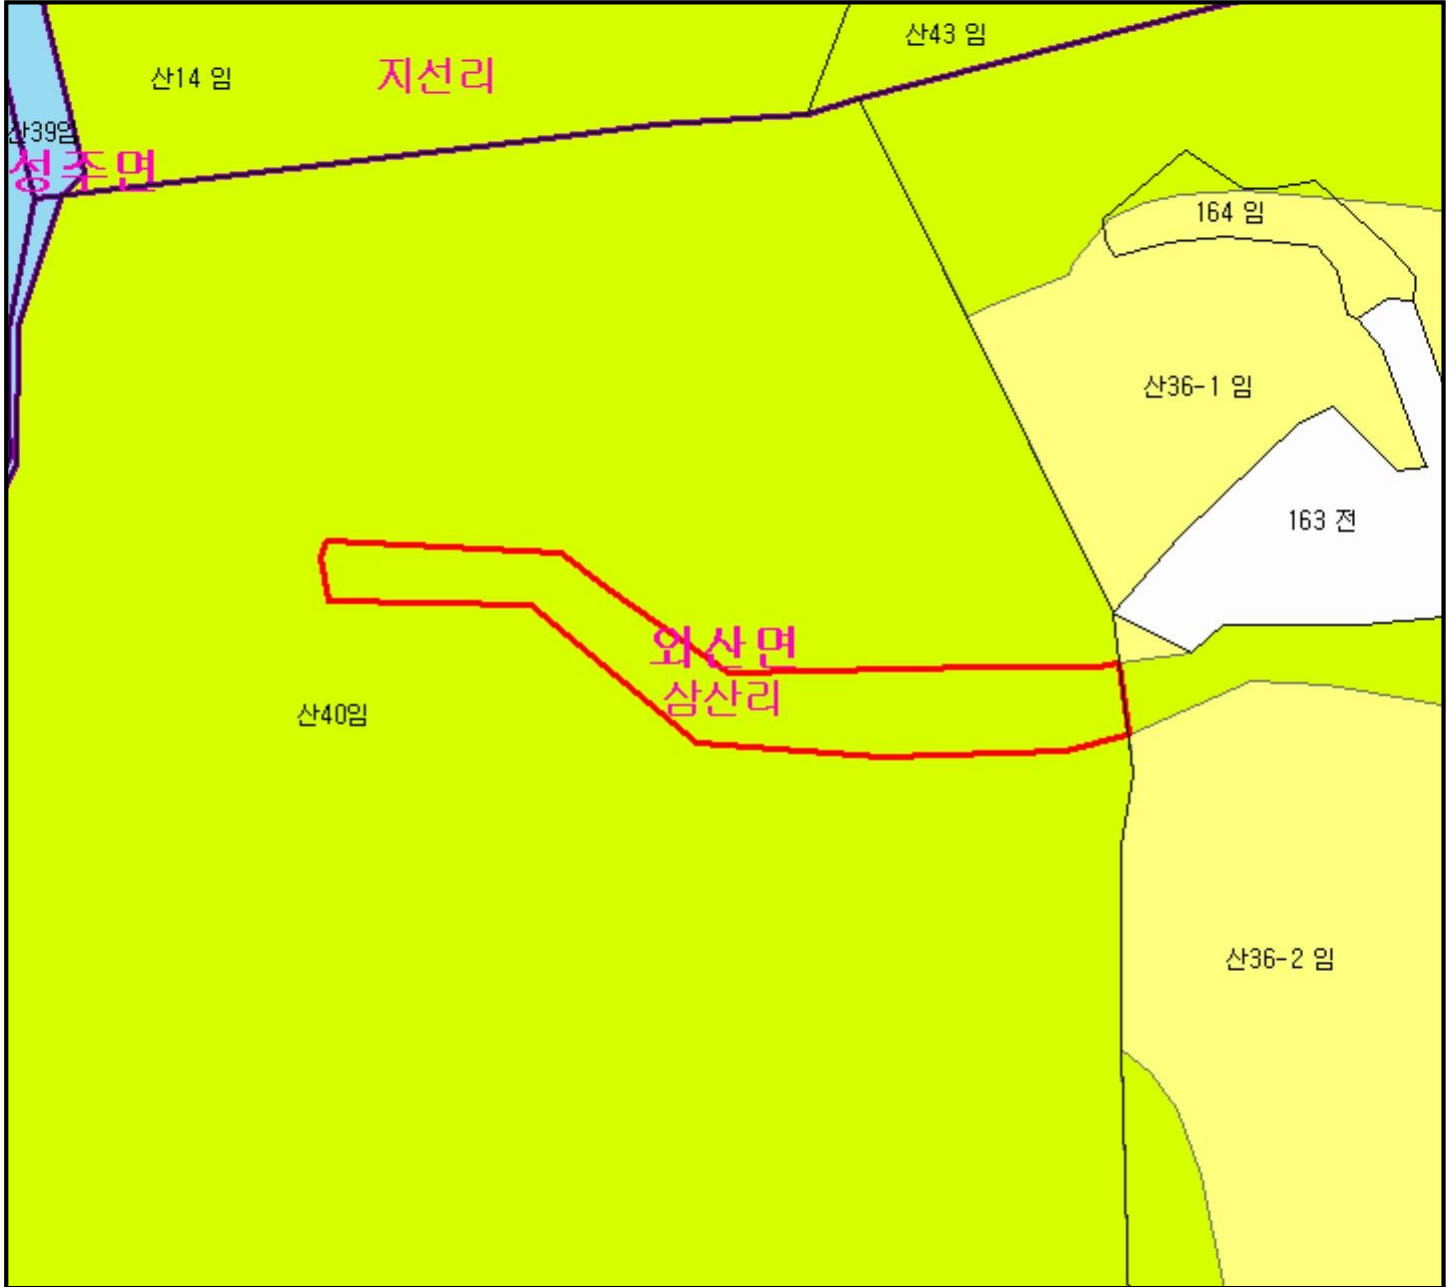 산43 임
산14 임
지선리
산39임
성주면
164 임
산36-1 임
163 전
외산면
삼산리
산40임
산36-2 임